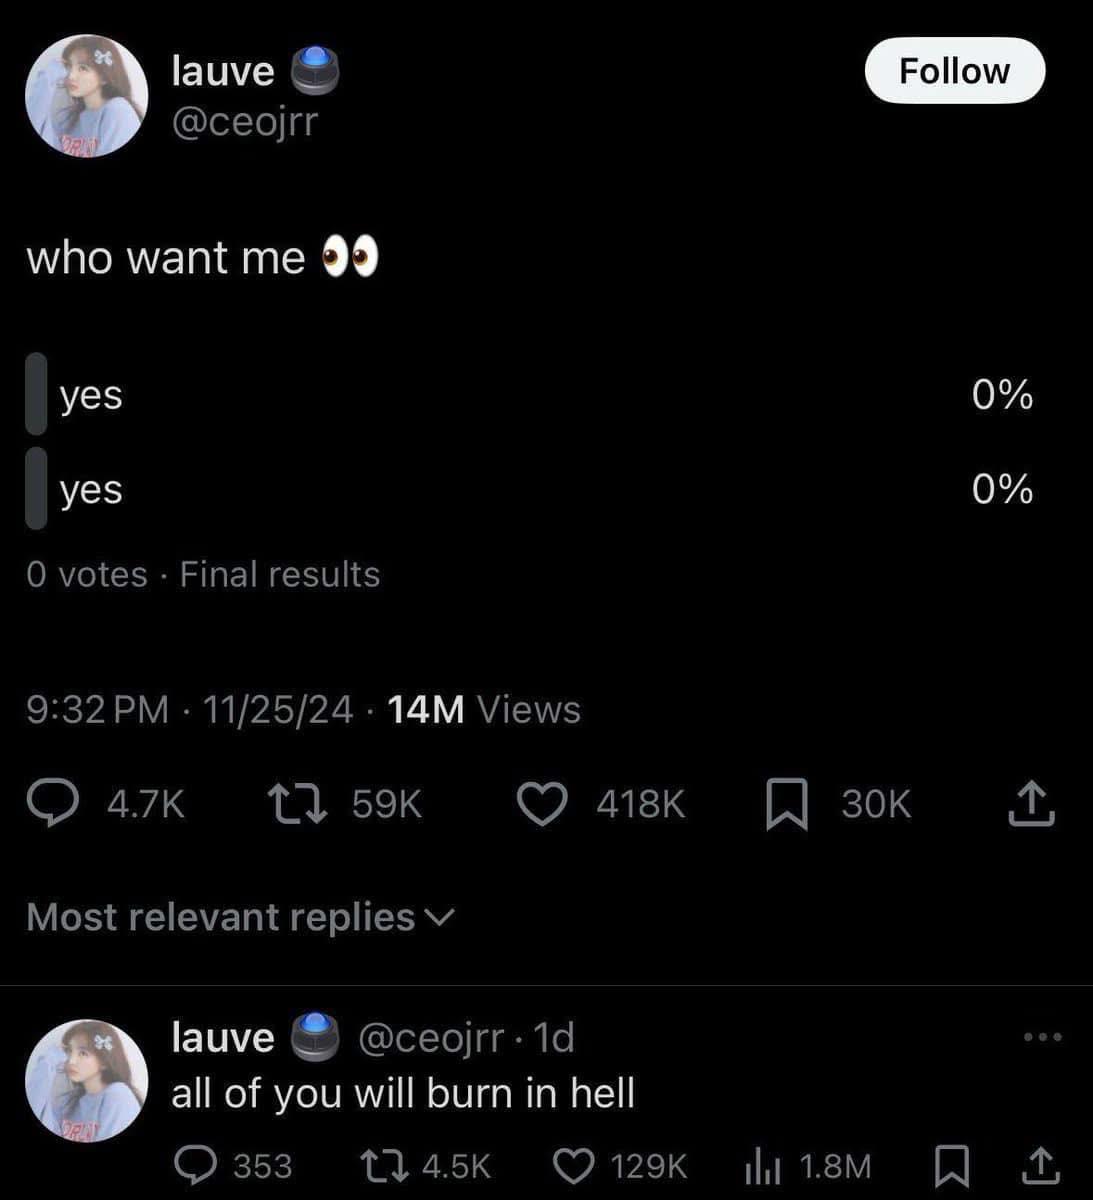 lauve
@ceojrr
Follow
who want me 👀
yes 0%
yes 0%
0 votes · Final results
9:32 PM · 11/25/24 · 14M Views
4.7K 59K 418K 30K
Most relevant replies
lauve @ceojrr · 1d
all of you will burn in hell
353 4.5K 129K 1.8M